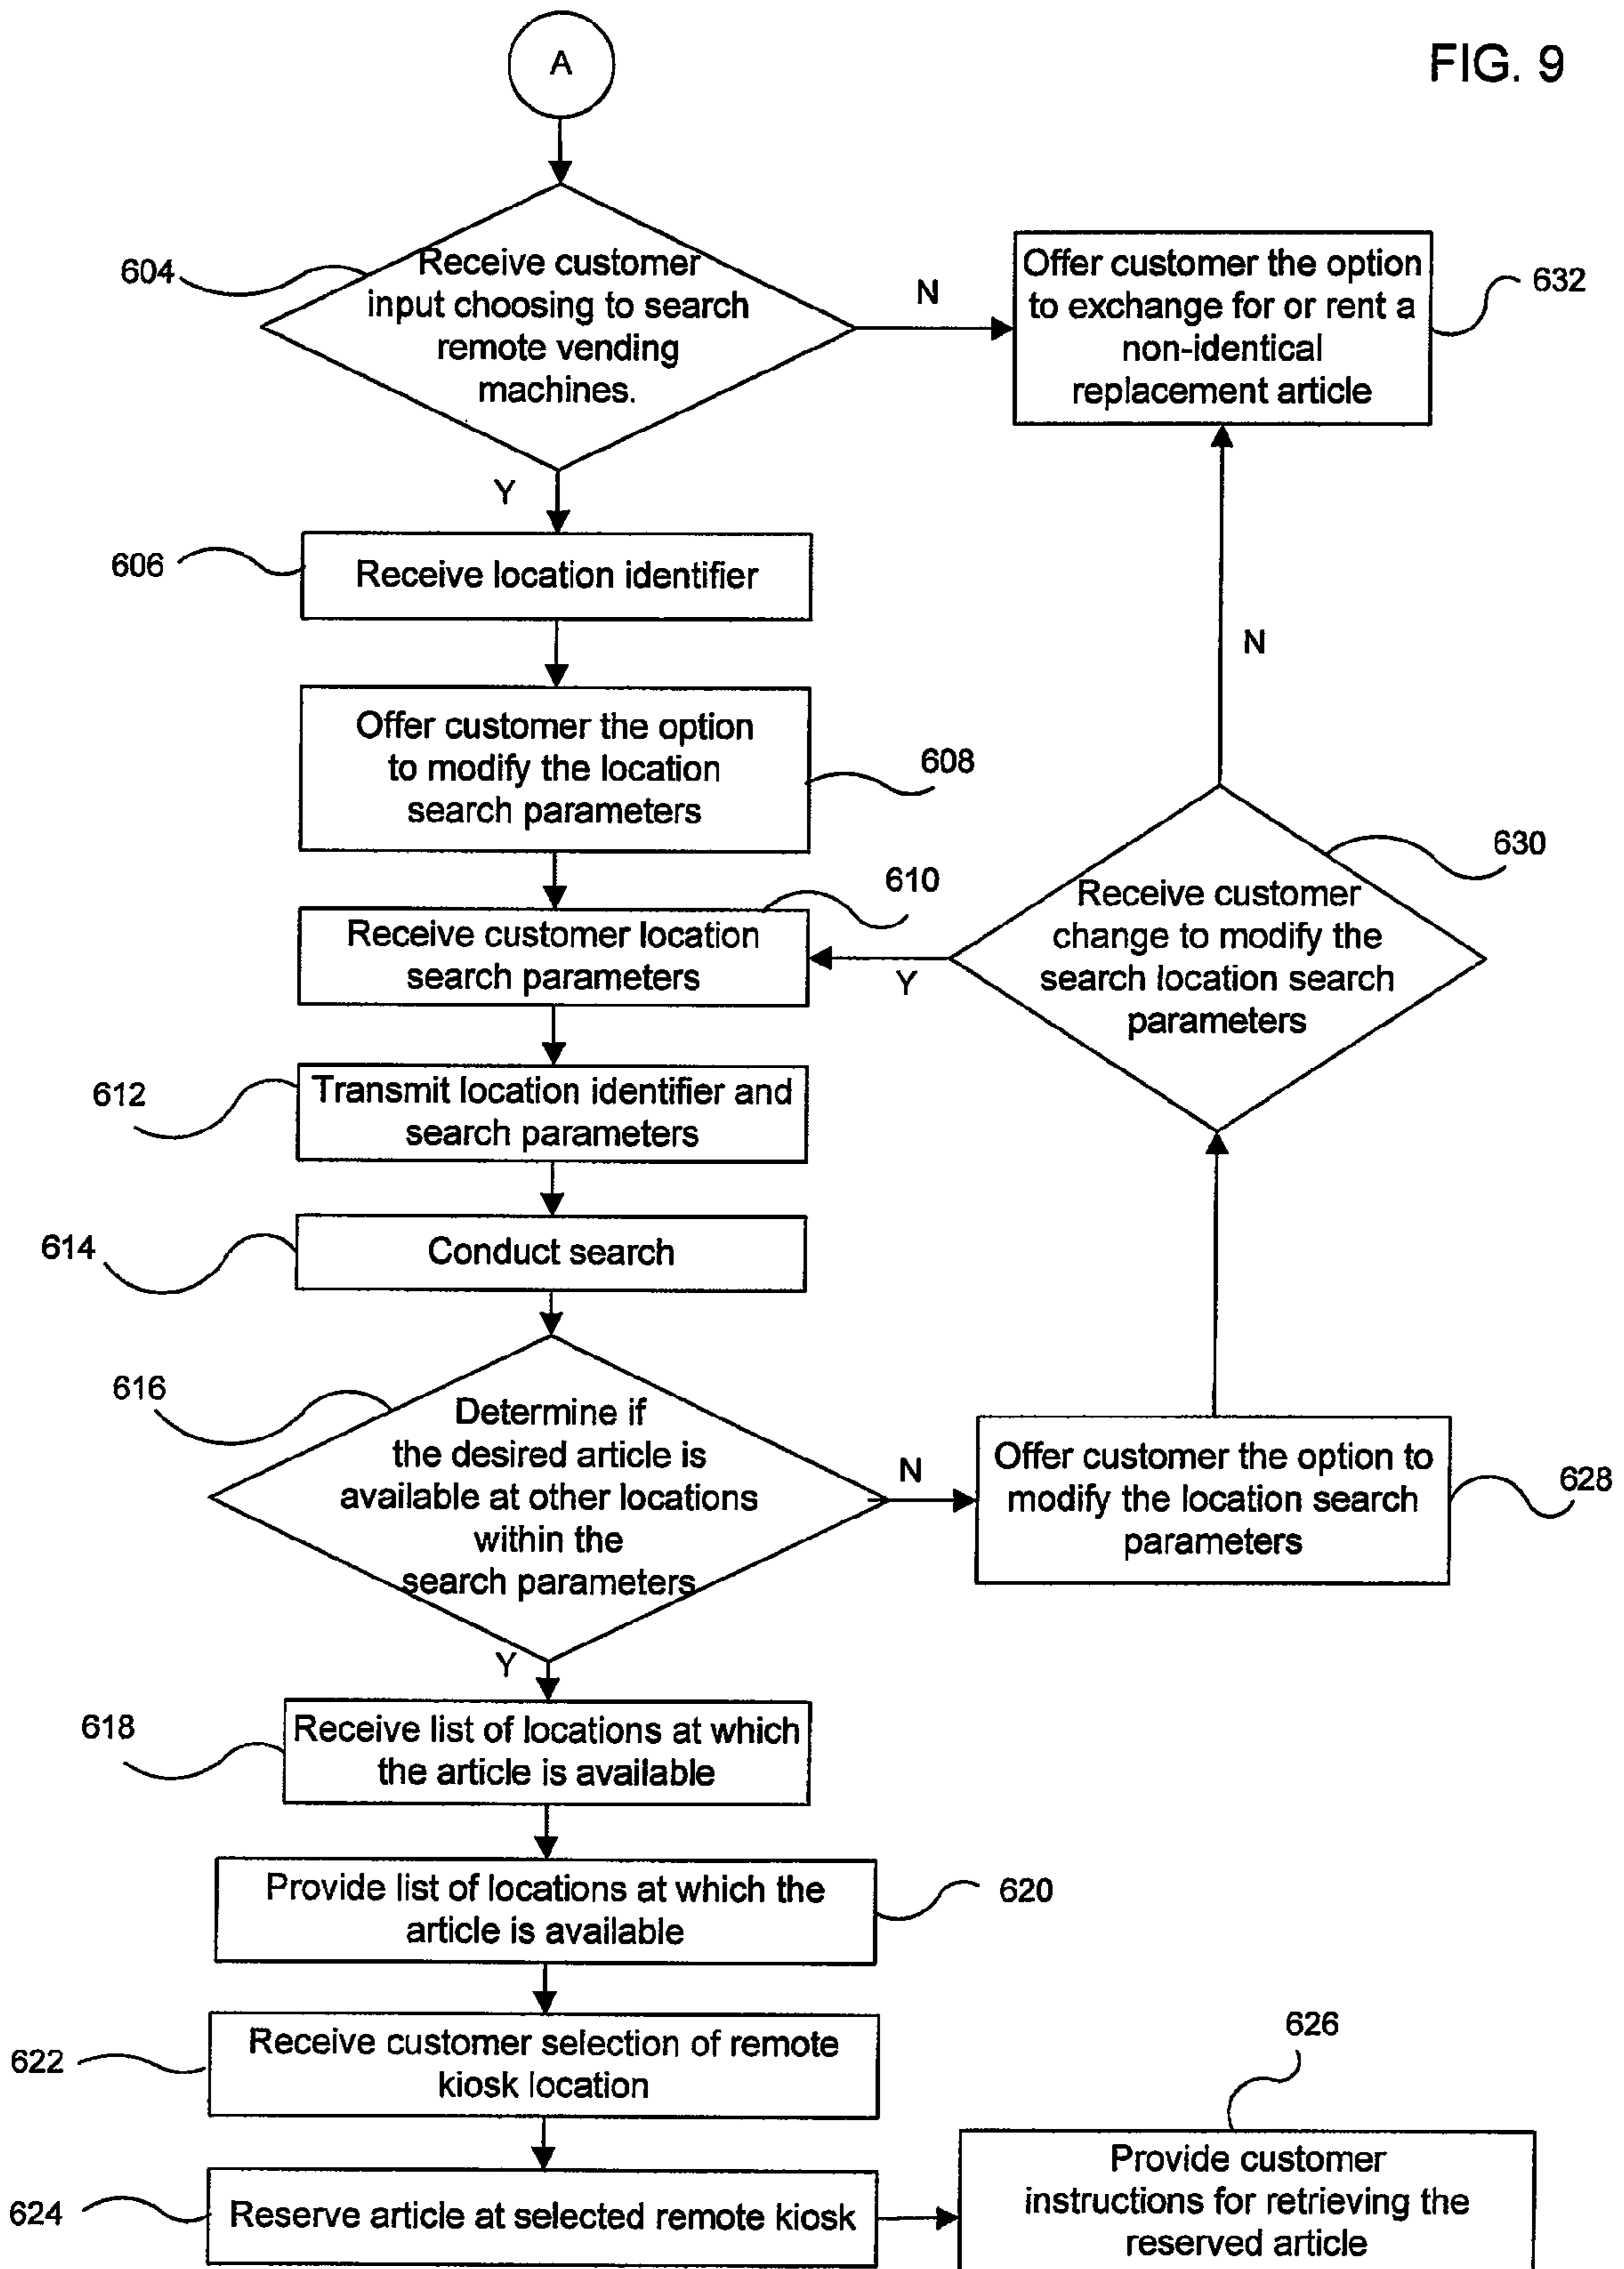 FIG. 9
A
604
Receive customer
input choosing to search
remote vending
machines.
N
Offer customer the option
to exchange for or rent a
non-identical
replacement article
632
Y
606
Receive location identifier
N
Offer customer the option
to modify the location
search parameters
608
630
610
Receive customer location
search parameters
Y
Receive customer
change to modify the
search location search
parameters
612
Transmit location identifier and
search parameters
614
Conduct search
616
Determine if
the desired article is
available at other locations
within the
search parameters
N
Offer customer the option to
modify the location search
parameters
628
Y
618
Receive list of locations at which
the article is available
Provide list of locations at which the
article is available
620
622
Receive customer selection of remote
kiosk location
626
624
Reserve article at selected remote kiosk
Provide customer
instructions for retrieving the
reserved article